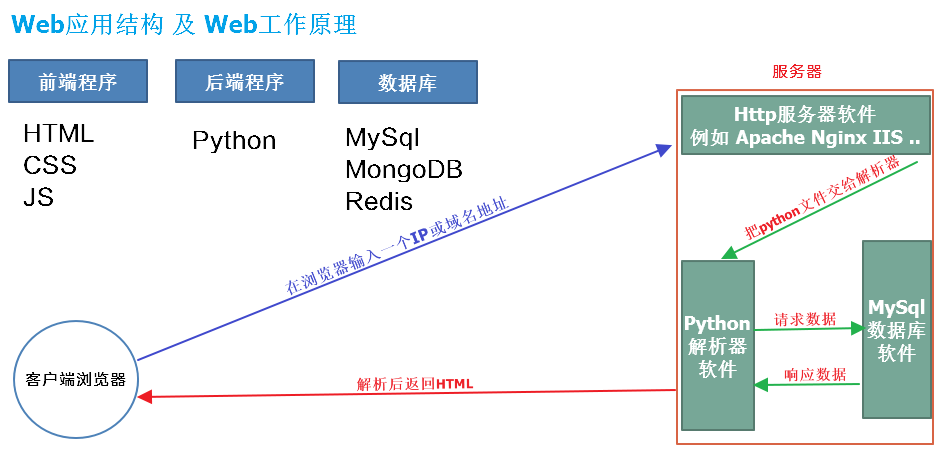 Web应用结构 及 Web工作原理
前端程序
后端程序
数据库
服务器
HTML
CSS
JS
Python
MySql
MongoDB
Redis
Http服务器软件
例如 Apache Nginx IIS ..
把python文件交给解析器
在浏览器输入一个IP或域名地址
Python
解析器
软件
请求数据
响应数据
MySql
数据库
软件
客户端浏览器
解析后返回HTML